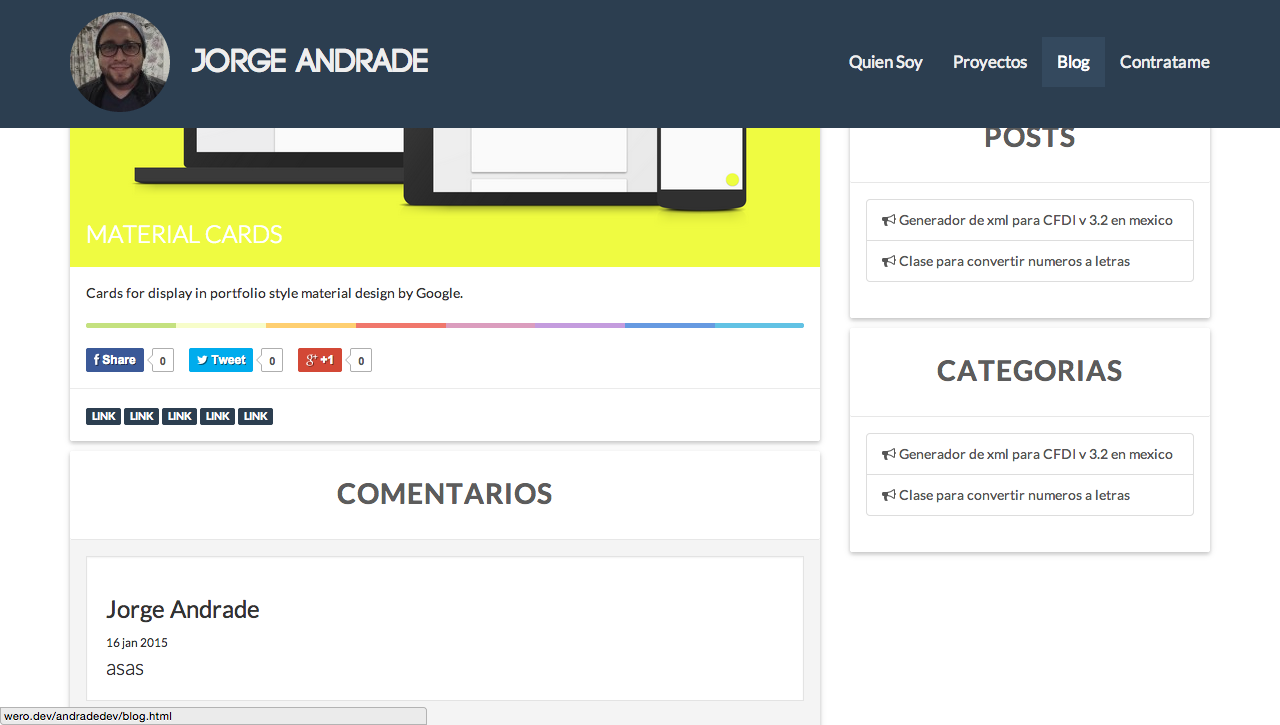 JORGE ANDRADE
Quien Soy
Proyectos
Blog
Contratame
MATERIAL CARDS
Cards for display in portfolio style material design by Google.
f Share
0
Tweet
0
g+ +1
0
LINK LINK LINK LINK LINK
COMENTARIOS
Jorge Andrade
16 jan 2015
asas
POSTS
Generador de xml para CFDI v 3.2 en mexico
Clase para convertir numeros a letras
CATEGORIAS
Generador de xml para CFDI v 3.2 en mexico
Clase para convertir numeros a letras
wero.dev/andradedev/blog.html